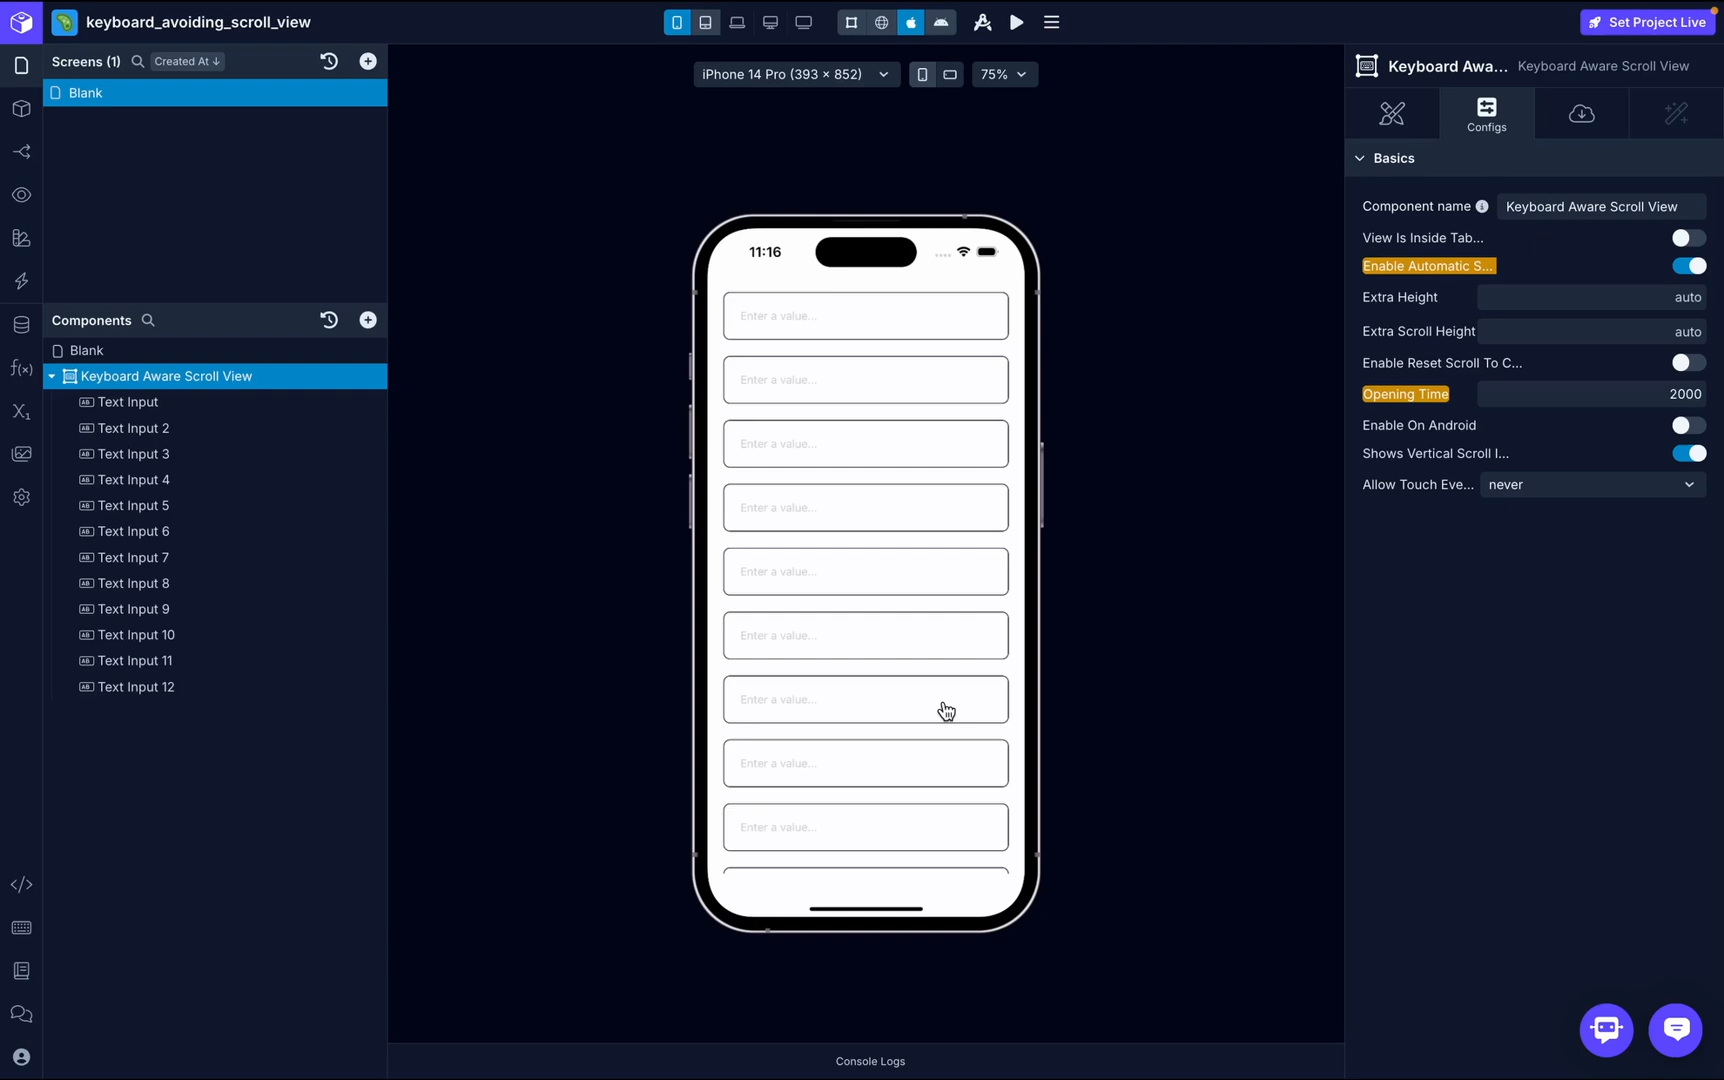 keyboard_avoiding_scroll_view
Set Project Live
Screens (1)
Created At ↓
Blank
Components
Blank
Keyboard Aware Scroll View
Text Input
Text Input 2
Text Input 3
Text Input 4
Text Input 5
Text Input 6
Text Input 7
Text Input 8
Text Input 9
Text Input 10
Text Input 11
Text Input 12
f(x)
X₁
iPhone 14 Pro (393 × 852)
75%
11:16
Enter a value...
Enter a value...
Enter a value...
Enter a value...
Enter a value...
Enter a value...
Enter a value...
Enter a value...
Enter a value...
Console Logs
Keyboard Awa... Keyboard Aware Scroll View
Configs
Basics
Component name Keyboard Aware Scroll View
View Is Inside Tab...
Enable Automatic S...
Extra Height auto
Extra Scroll Height auto
Enable Reset Scroll To C...
Opening Time 2000
Enable On Android
Shows Vertical Scroll I...
Allow Touch Eve... never